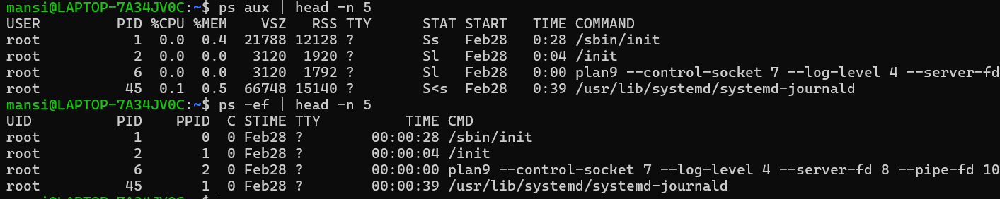 mansi@LAPTOP-7A34JV0C:~$ ps aux | head -n 5
USER         PID %CPU %MEM    VSZ   RSS TTY      STAT START   TIME COMMAND
root           1  0.0  0.4  21788 12128 ?        Ss   Feb28   0:28 /sbin/init
root           2  0.0  0.0   3120  1920 ?        Sl   Feb28   0:04 /init
root           6  0.0  0.0   3120  1792 ?        Sl   Feb28   0:00 plan9 --control-socket 7 --log-level 4 --server-fd
root          45  0.1  0.5  66748 15140 ?        S<s  Feb28   0:39 /usr/lib/systemd/systemd-journald
mansi@LAPTOP-7A34JV0C:~$ ps -ef | head -n 5
UID          PID    PPID  C STIME TTY          TIME CMD
root           1       0  0 Feb28 ?        00:00:28 /sbin/init
root           2       1  0 Feb28 ?        00:00:04 /init
root           6       2  0 Feb28 ?        00:00:00 plan9 --control-socket 7 --log-level 4 --server-fd 8 --pipe-fd 10
root          45       1  0 Feb28 ?        00:00:39 /usr/lib/systemd/systemd-journald
mansi@LAPTOP-7A34JV0C:~$